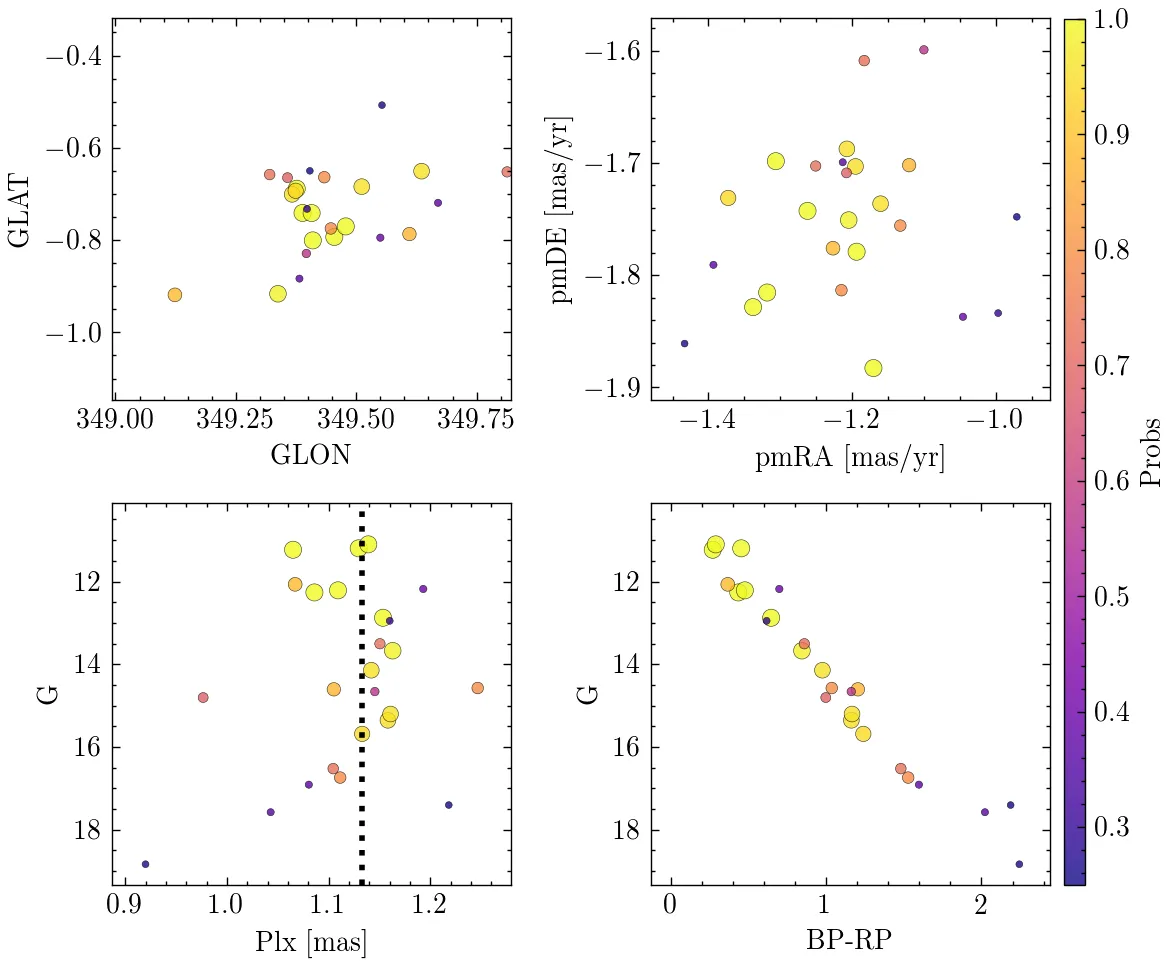 −0.4
−0.6
−0.8
−1.0
GLAT
349.00 349.25 349.50 349.75
GLON
−1.6
−1.7
−1.8
−1.9
pmDE [mas/yr]
−1.4 −1.2 −1.0
pmRA [mas/yr]
1.0
0.9
0.8
0.7
0.6
0.5
0.4
0.3
Probs
12
14
16
18
G
0.9 1.0 1.1 1.2
Plx [mas]
12
14
16
18
G
0 1 2
BP-RP